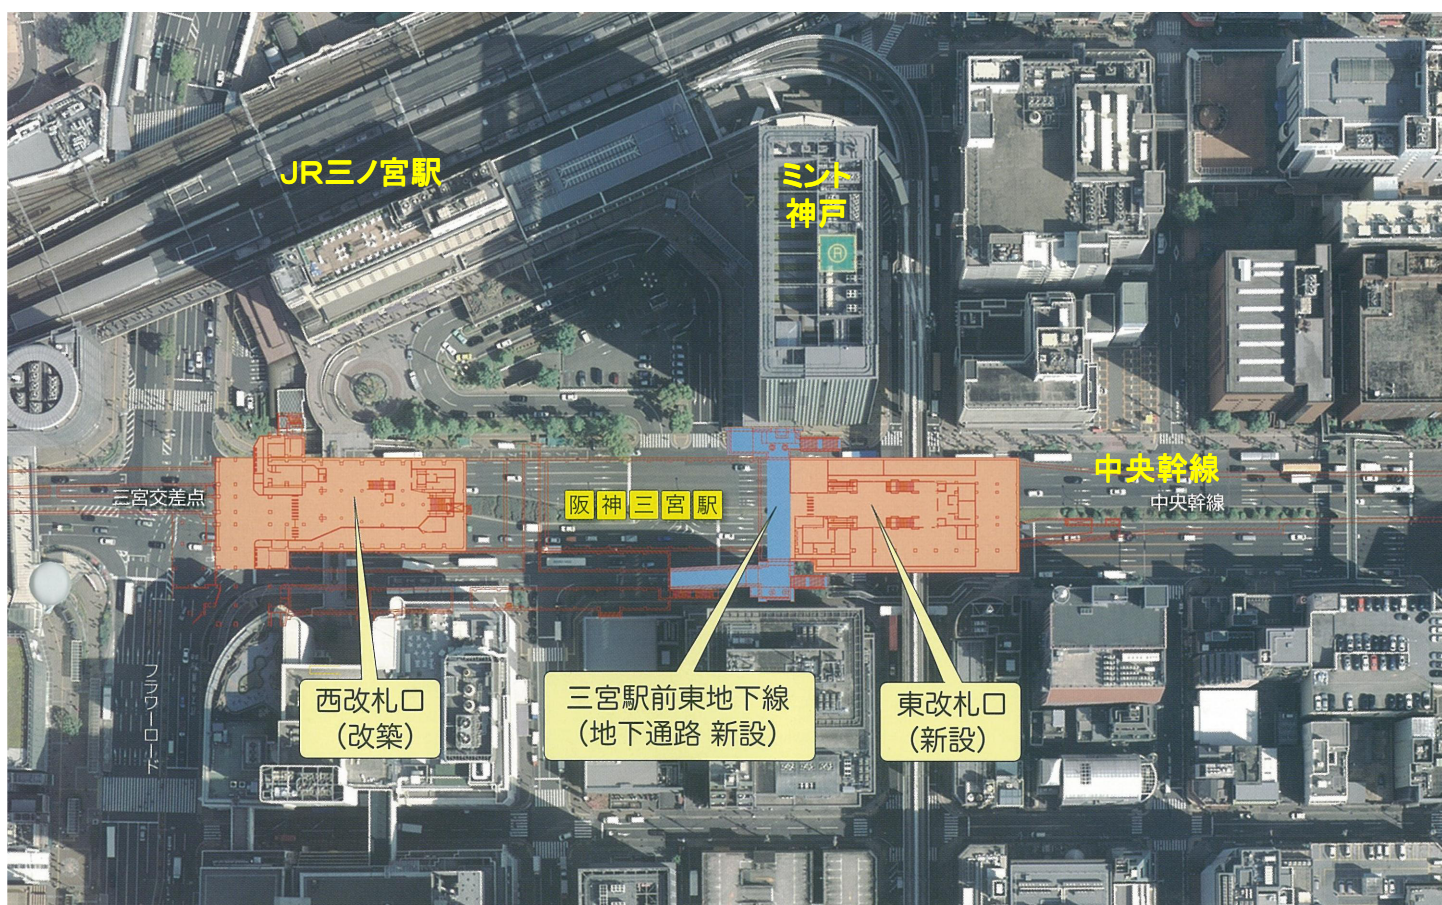 JR三ノ宮駅
ミント
神戸
R
中央幹線
三宮交差点
阪神三宮駅
中央幹線
フラワーロード
西改札口
(改築)
三宮駅前東地下線
(地下通路 新設)
東改札口
(新設)